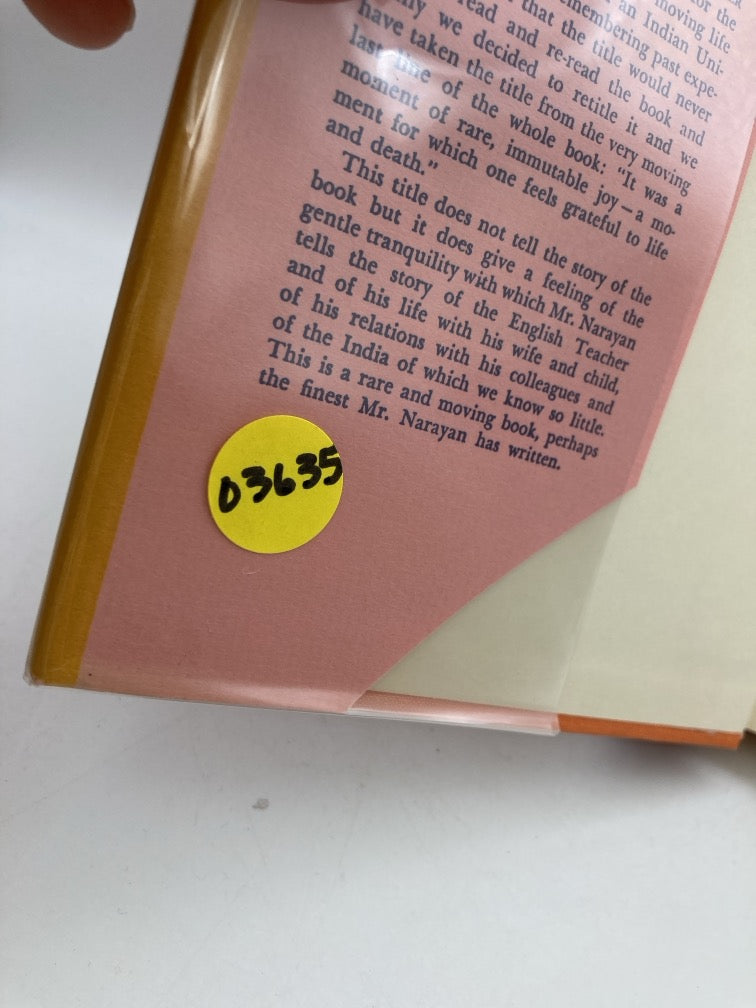 or the
moving life
emembering past expe-
an Indian Uni-
that the title would never
ead and re-read the book and
ly we decided to retitle it and we
have taken the title from the very moving
last line of the whole book: “It was a
moment of rare, immutable joy—a mo-
ment for which one feels grateful to life
and death.”
This title does not tell the story of the
book but it does give a feeling of the
gentle tranquility with which Mr. Narayan
tells the story of the English Teacher
and of his life with his wife and child,
of his relations with his colleagues and
of the India of which we know so little.
This is a rare and moving book, perhaps
the finest Mr. Narayan has written.
03635